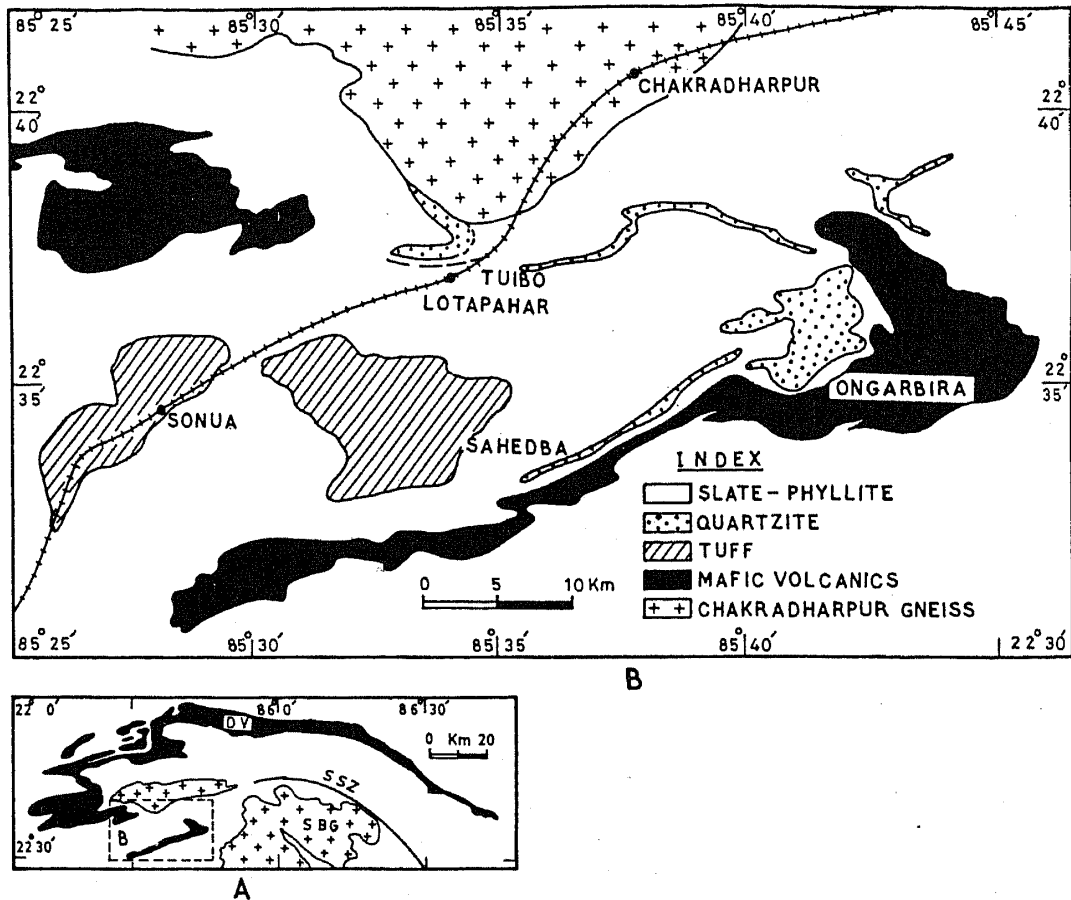 85° 25′ 85° 30′ 85° 35′ 85° 40′ 85° 45′
CHAKRADHARPUR
22° 40′ 22° 40′
TUIBO
LOTAPAHAR
22° 35′ 22° 35′
ONGARBIRA
SONUA
SAHEDBA
INDEX
SLATE-PHYLLITE
QUARTZITE
TUFF
MAFIC VOLCANICS
CHAKRADHARPUR GNEISS
0 5 10 Km
85° 25′ 85° 30′ 85° 35′ 85° 40′ 22° 30′
B
22° 0′ 86° 0′ 86° 30′
DV
0 Km 20
SSZ
SBG
B
22° 30′
A